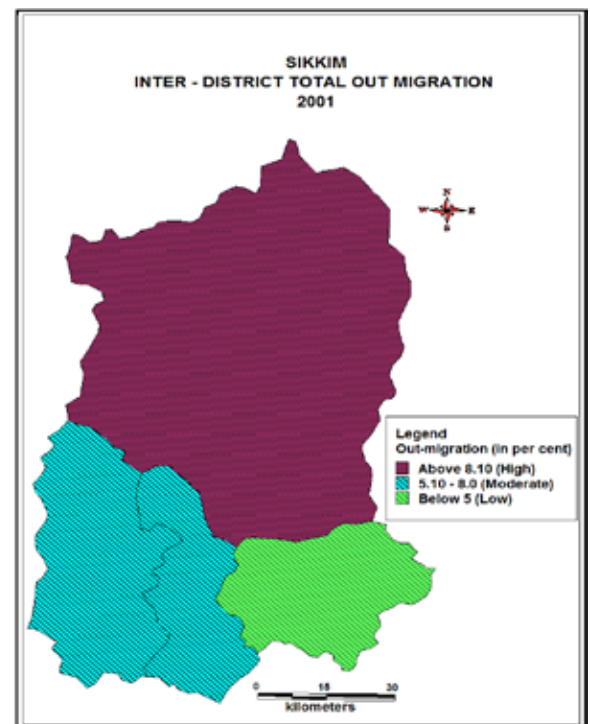 SIKKIM
INTER - DISTRICT TOTAL OUT MIGRATION
2001
N
W E
S
Legend
Out-migration (in per cent)
Above 8.10 (High)
5.10 - 8.0 (Moderate)
Below 5 (Low)
0 15 30
kilometers